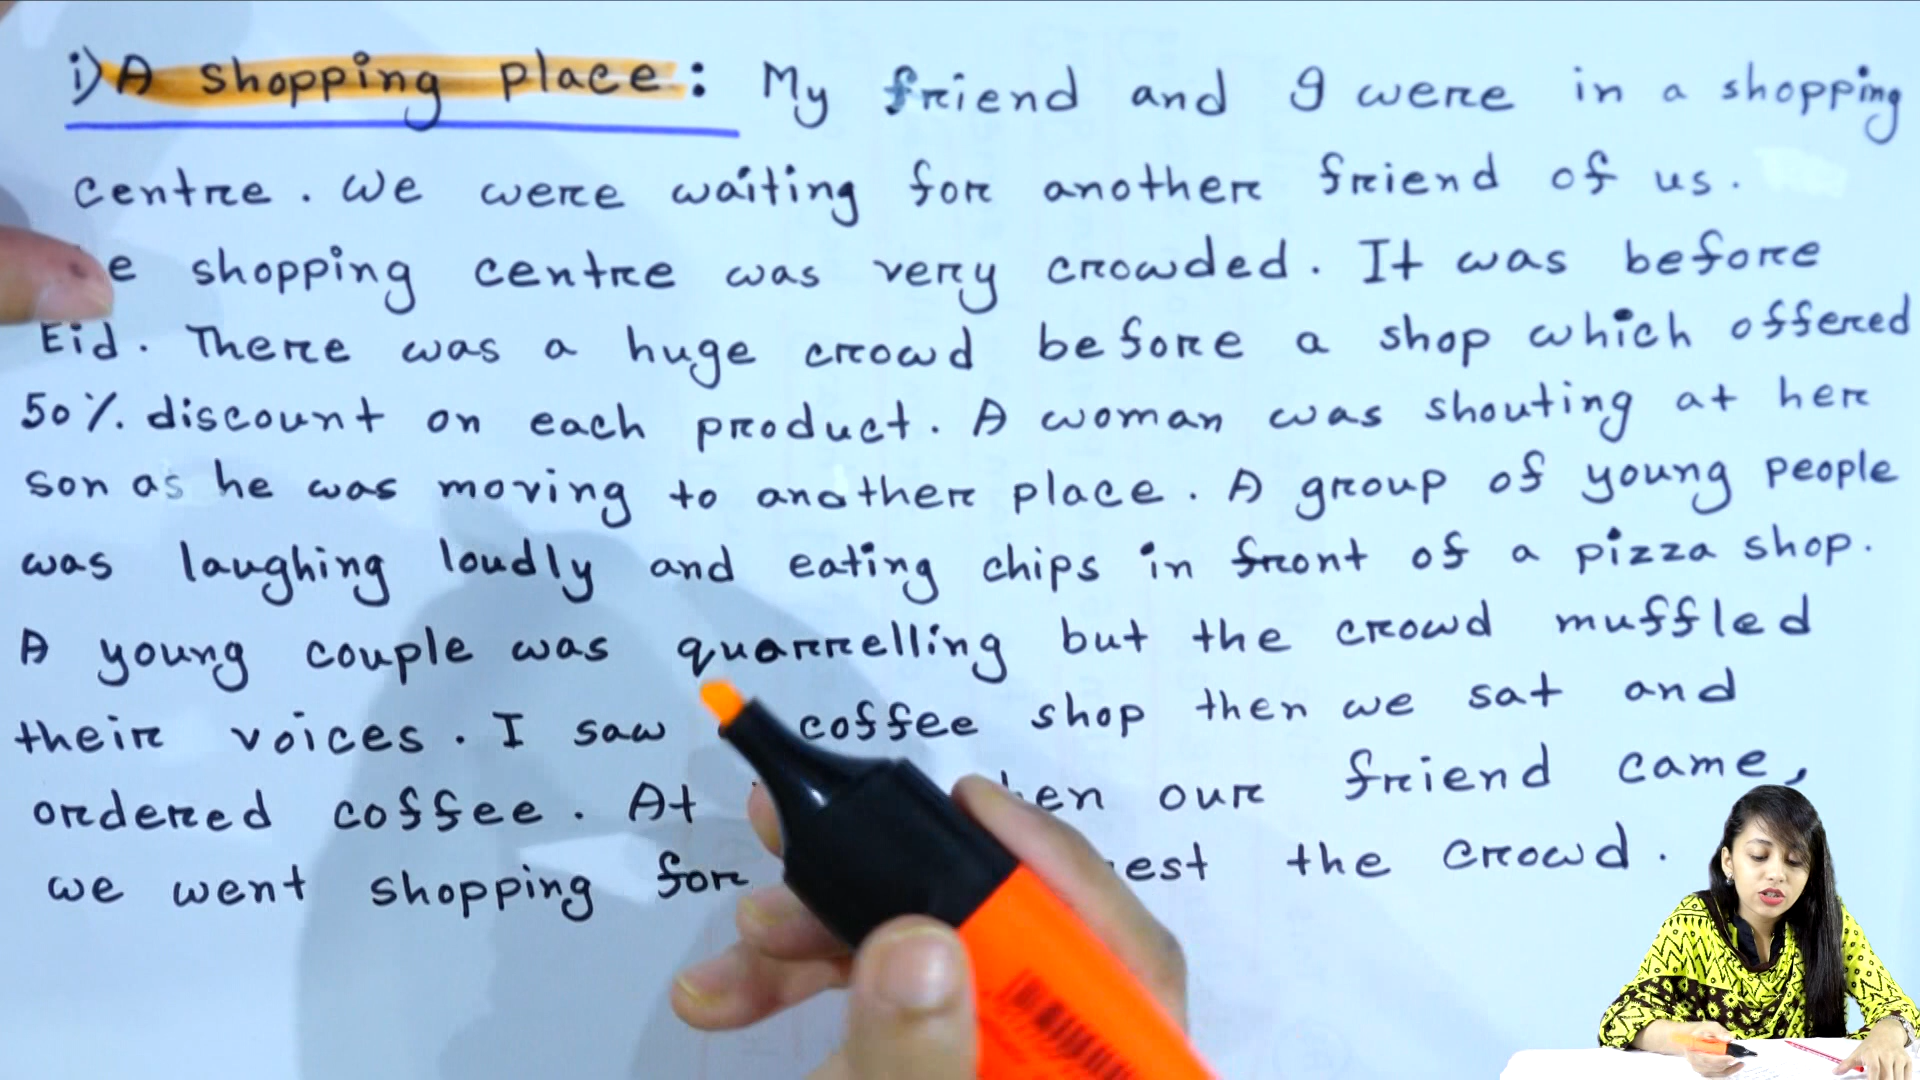 i) A shopping place: My friend and I were in a shopping
centre. We were waiting for another friend of us.
shopping centre was very crowded. It was before
Eid. There was a huge crowd before a shop which offered
50% discount on each product. A woman was shouting at her
son as he was moving to another place. A group of young people
was laughing loudly and eating chips in front of a pizza shop.
A young couple was quarrelling but the crowd muffled
their voices. I saw coffee shop then we sat and
ordered coffee. At our friend came,
we went shopping for the crowd.